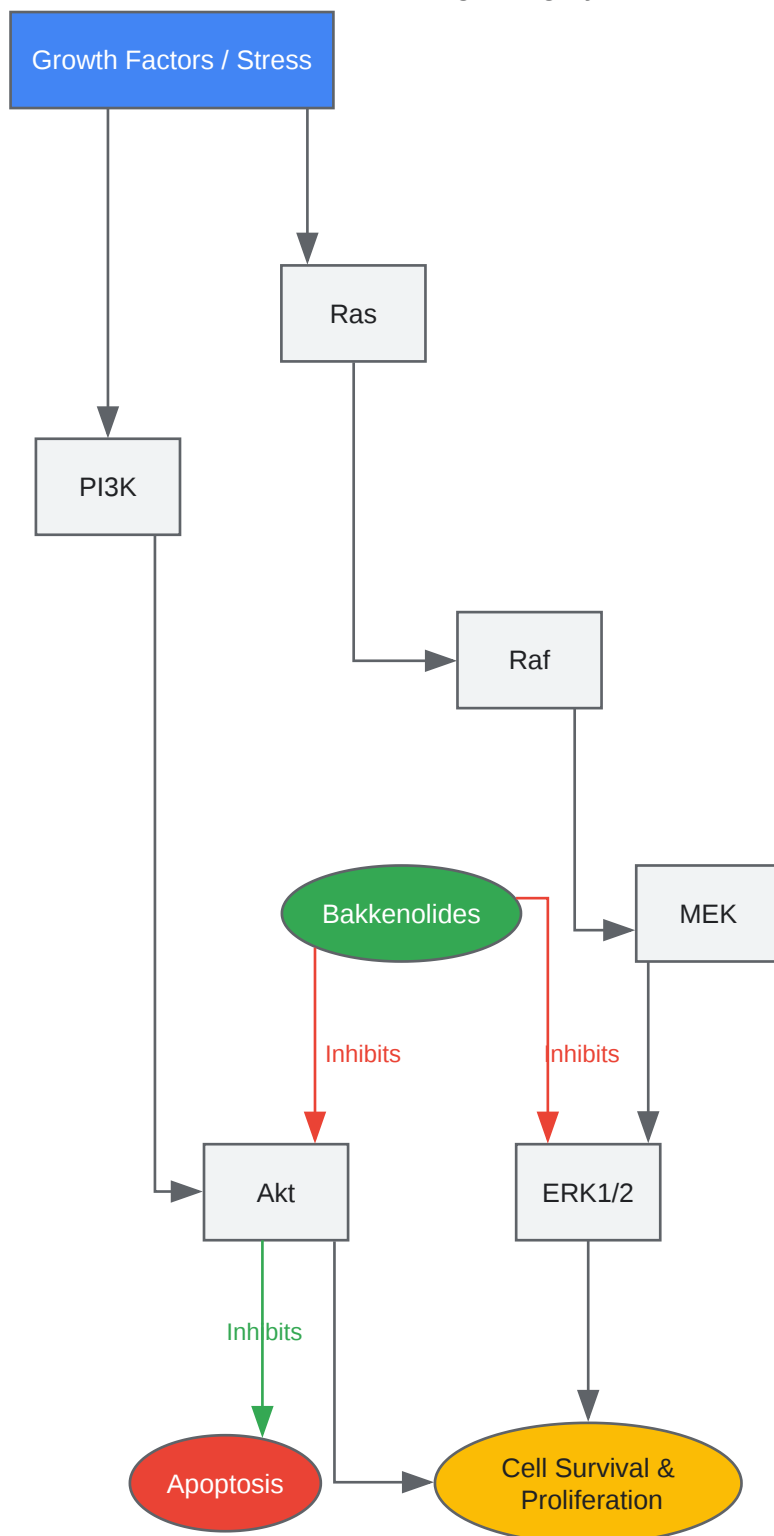 Growth Factors / Stress
Ras
PI3K
Raf
Bakkenolides
MEK
Inhibits
Inhibits
Akt
ERK1/2
Inhibits
Apoptosis
Cell Survival &
Proliferation